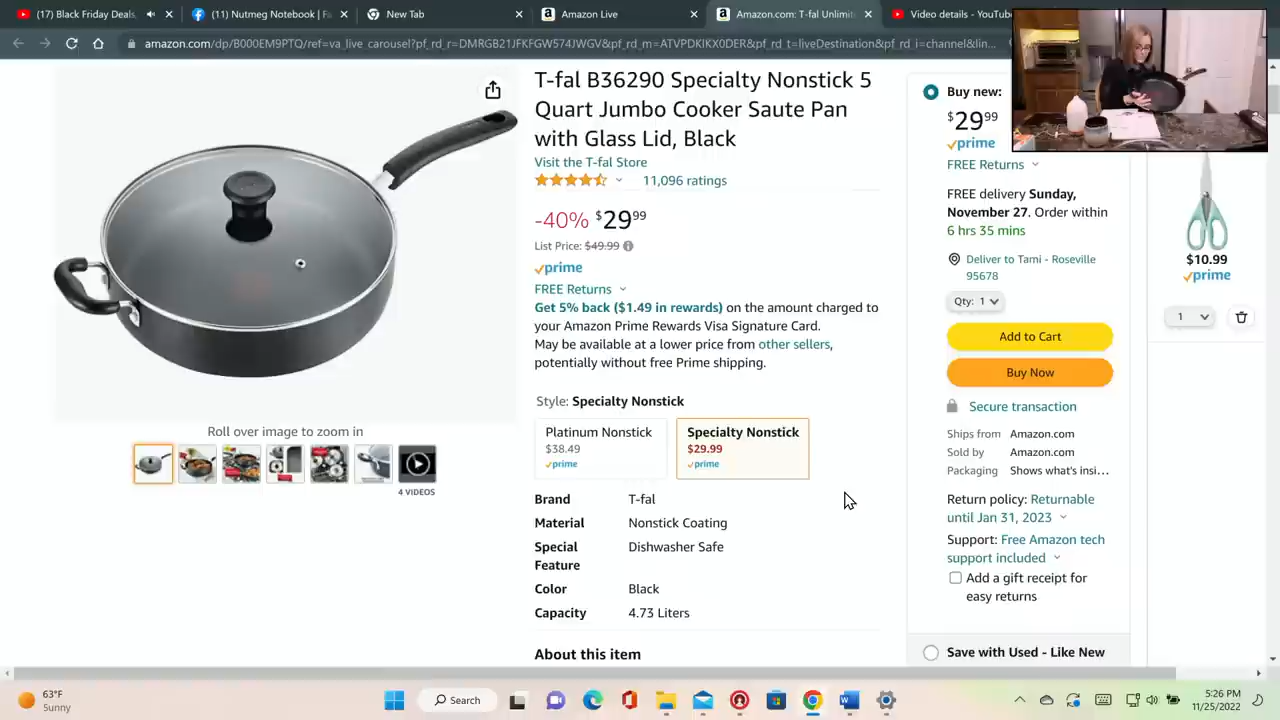 (17) Black Friday Deals
(11) Nutmeg Notebook | Fa
New Tab
Amazon Live
Amazon.com: T-fal Unlimit
Video details - YouTube
amazon.com/dp/B000EM9PTQ/ref=va_live_carousel?pf_rd_r=DMRGB21JFKFGW574JWGV&pf_rd_m=ATVPDKIKX0DER&pf_rd_t=liveDestination&pf_rd_i=channel&lin...
T-fal B36290 Specialty Nonstick 5
Quart Jumbo Cooker Saute Pan
with Glass Lid, Black
Visit the T-fal Store
11,096 ratings
-40% $29 99
List Price: $49.99
prime
FREE Returns
Get 5% back ($1.49 in rewards) on the amount charged to
your Amazon Prime Rewards Visa Signature Card.
May be available at a lower price from other sellers,
potentially without free Prime shipping.
Style: Specialty Nonstick
Platinum Nonstick
$38.49
prime
Specialty Nonstick
$29.99
prime
Brand T-fal
Material Nonstick Coating
Special Dishwasher Safe
Feature
Color Black
Capacity 4.73 Liters
About this item
Roll over image to zoom in
4 VIDEOS
Buy new:
$29 99
prime
FREE Returns
FREE delivery Sunday,
November 27. Order within
6 hrs 35 mins
Deliver to Tami - Roseville
95678
Qty: 1
Add to Cart
Buy Now
Secure transaction
Ships from Amazon.com
Sold by Amazon.com
Packaging Shows what's insi...
Return policy: Returnable
until Jan 31, 2023
Support: Free Amazon tech
support included
Add a gift receipt for
easy returns
Save with Used - Like New
$10.99
prime
1
63°F
Sunny
Search
5:26 PM
11/25/2022